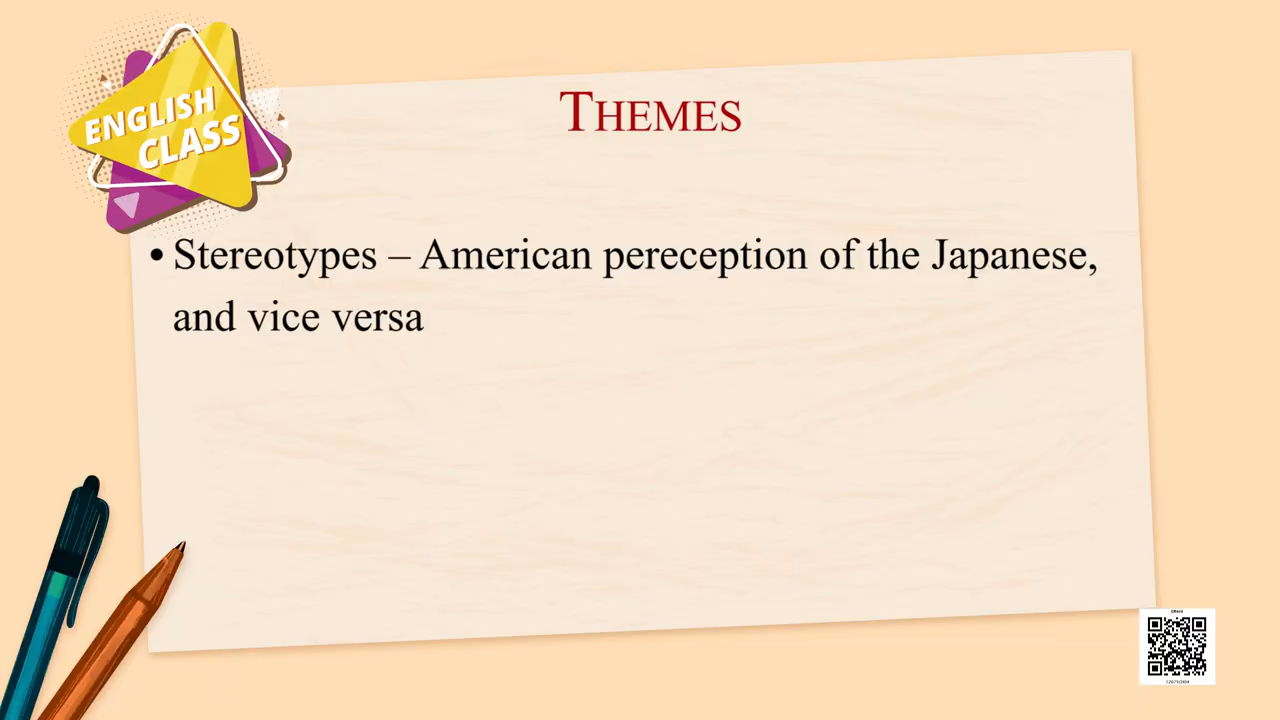 ENGLISH
CLASS
THEMES
• Stereotypes – American pereception of the Japanese,
and vice versa